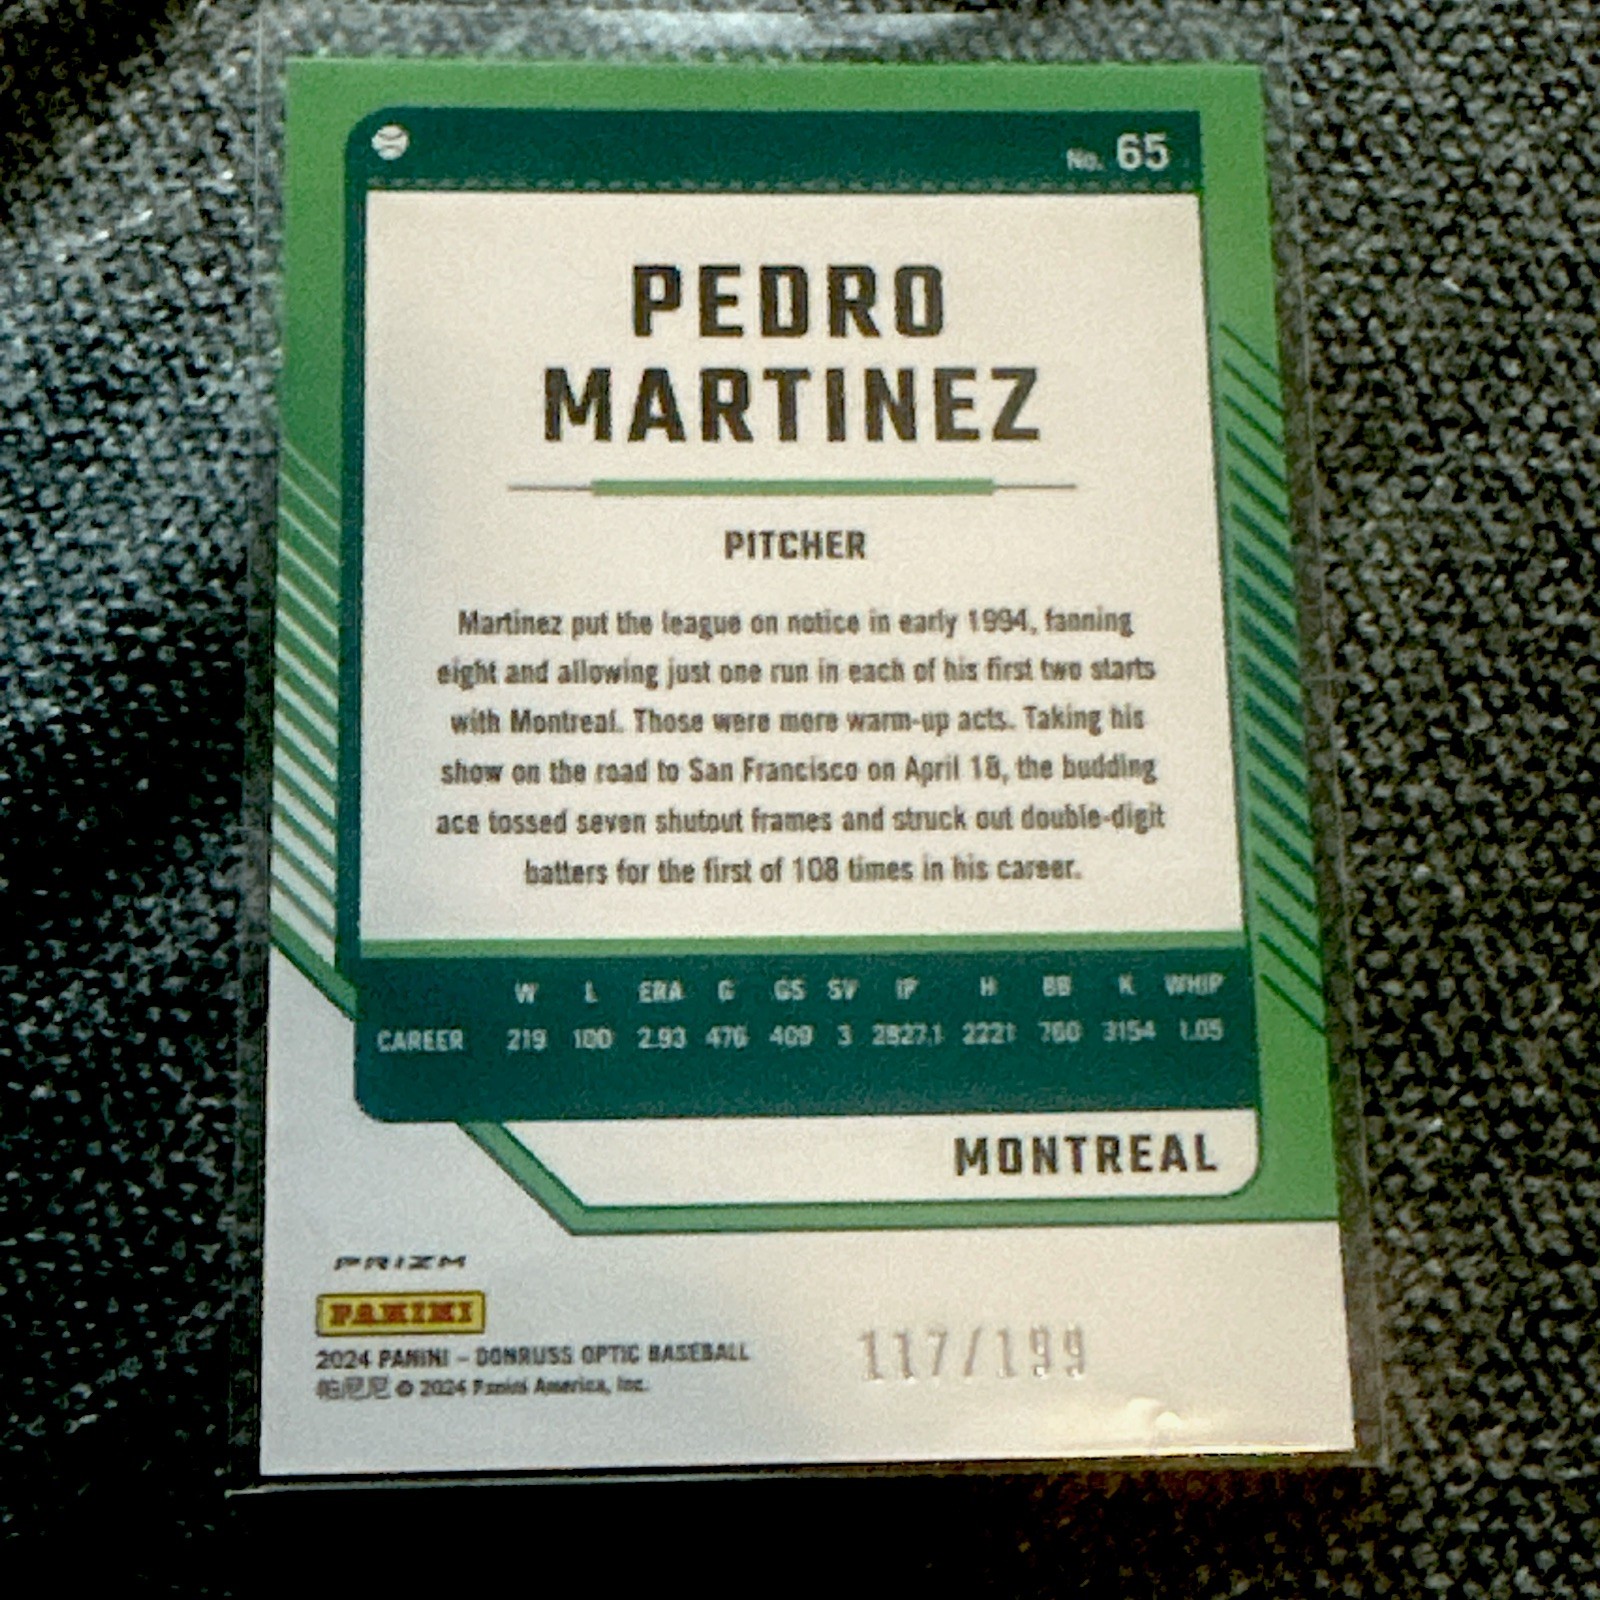 No. 65
PEDRO
MARTINEZ
PITCHER
Martinez put the league on notice in early 1994, fanning
eight and allowing just one run in each of his first two starts
with Montreal. Those were mere warm-up acts. Taking his
show on the road to San Francisco on April 18, the budding
ace tossed seven shutout frames and struck out double-digit
batters for the first of 108 times in his career.
W L ERA G GS SV IP H BB K WHIP
CAREER 219 100 2.93 476 409 3 2827.1 2221 760 3154 1.05
MONTREAL
PRIZM
PANINI
2024 PANINI – DONRUSS OPTIC BASEBALL
帕尼尼 © 2024 Panini America, Inc.
117/199